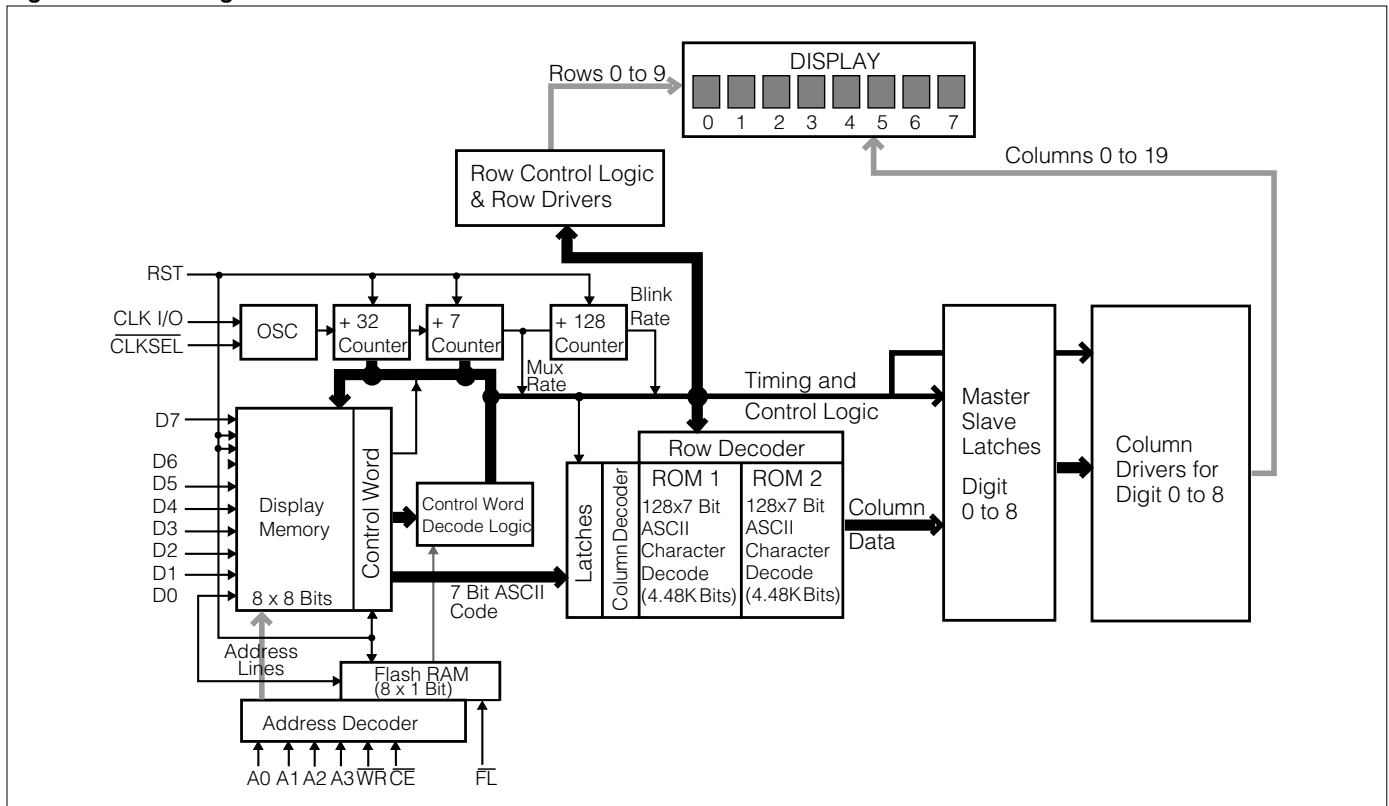 DISPLAY
0 1 2 3 4 5 6 7
Rows 0 to 9
Columns 0 to 19
Row Control Logic
& Row Drivers
RST
CLK I/O
CLKSEL
OSC
+ 32
Counter
+ 7
Counter
+ 128
Counter
Blink
Rate
Mux
Rate
Timing and
Control Logic
D7
D6
D5
D4
D3
D2
D1
D0
Display
Memory
8 x 8 Bits
Control Word
Control Word
Decode Logic
7 Bit ASCII
Code
Latches
Column Decoder
Row Decoder
ROM 1
128x7 Bit
ASCII
Character
Decode
(4.48K Bits)
ROM 2
128x7 Bit
ASCII
Character
Decode
(4.48K Bits)
Column
Data
Master
Slave
Latches
Digit
0 to 8
Column
Drivers for
Digit 0 to 8
Address
Lines
Flash RAM
(8 x 1 Bit)
Address Decoder
A0 A1 A2 A3 WR CE
FL